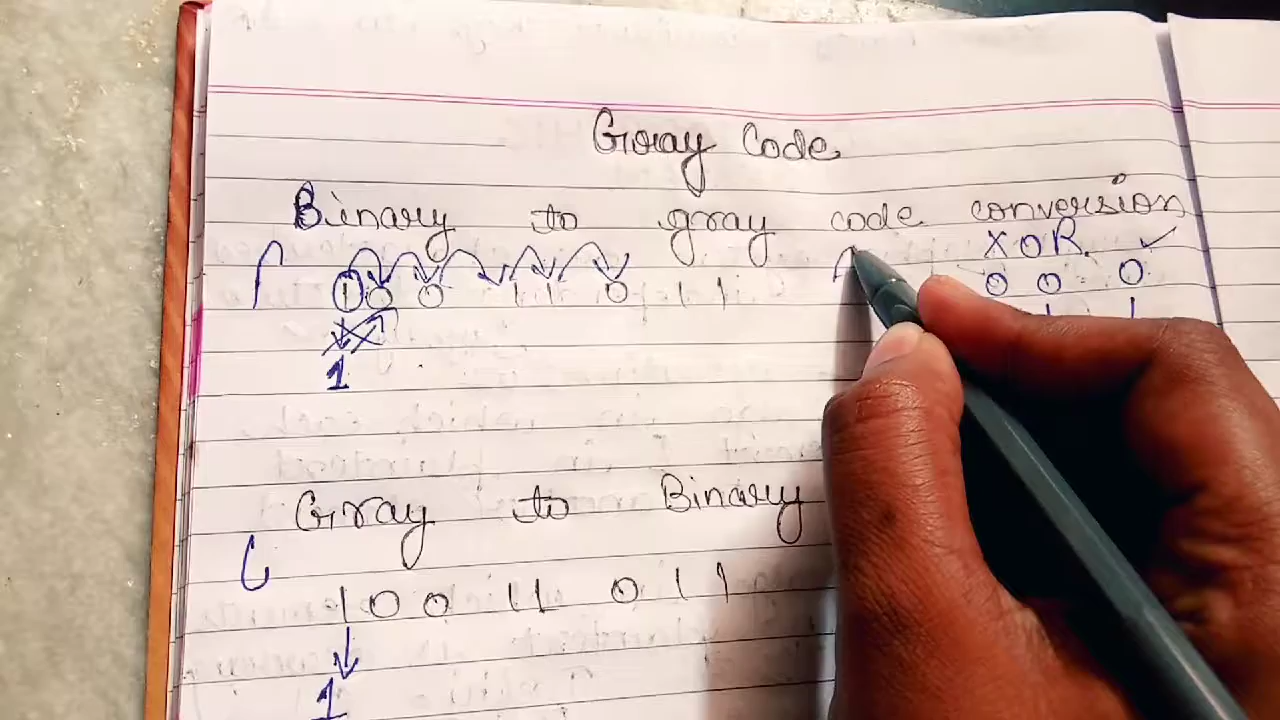 Gray Code
Binary to gray code conversion
XOR
1 0 0 1 1 0 1 1
0 0 0
1
Gray to Binary
1 0 0 1 1 0 1 1
1